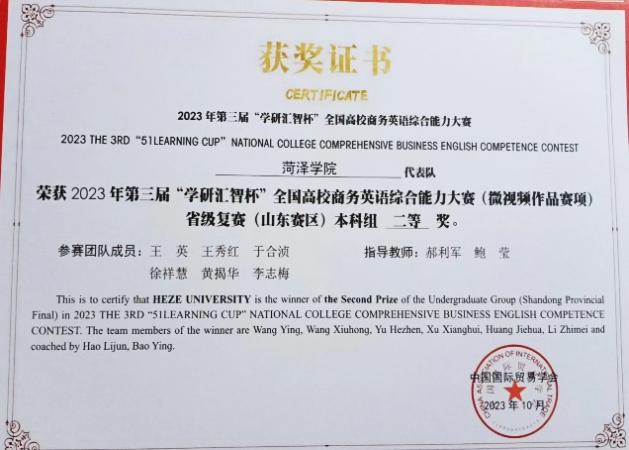 获奖证书
CERTIFICATE
2023年第三届“学研汇智杯”全国高校商务英语综合能力大赛
2023 THE 3RD “51LEARNING CUP” NATIONAL COLLEGE COMPREHENSIVE BUSINESS ENGLISH COMPETENCE CONTEST
菏泽学院 代表队
荣获2023年第三届“学研汇智杯”全国高校商务英语综合能力大赛（微视频作品赛项）
省级复赛（山东赛区）本科组 二等 奖。
参赛团队成员：王 英 王秀红 于合浈 指导教师：郝利军 鲍 莹
徐祥慧 黄揭华 李志梅
This is to certify that HEZE UNIVERSITY is the winner of the Second Prize of the Undergraduate Group (Shandong Provincial
Final) in 2023 THE 3RD “51LEARNING CUP” NATIONAL COLLEGE COMPREHENSIVE BUSINESS ENGLISH COMPETENCE
CONTEST. The team members of the winner are Wang Ying, Wang Xiuhong, Yu Hezhen, Xu Xianghui, Huang Jiehua, Li Zhimei and
coached by Hao Lijun, Bao Ying.
CHINA ASSOCIATION OF INTERNATIONAL TRADE
中国国际贸易学会
2023年10月